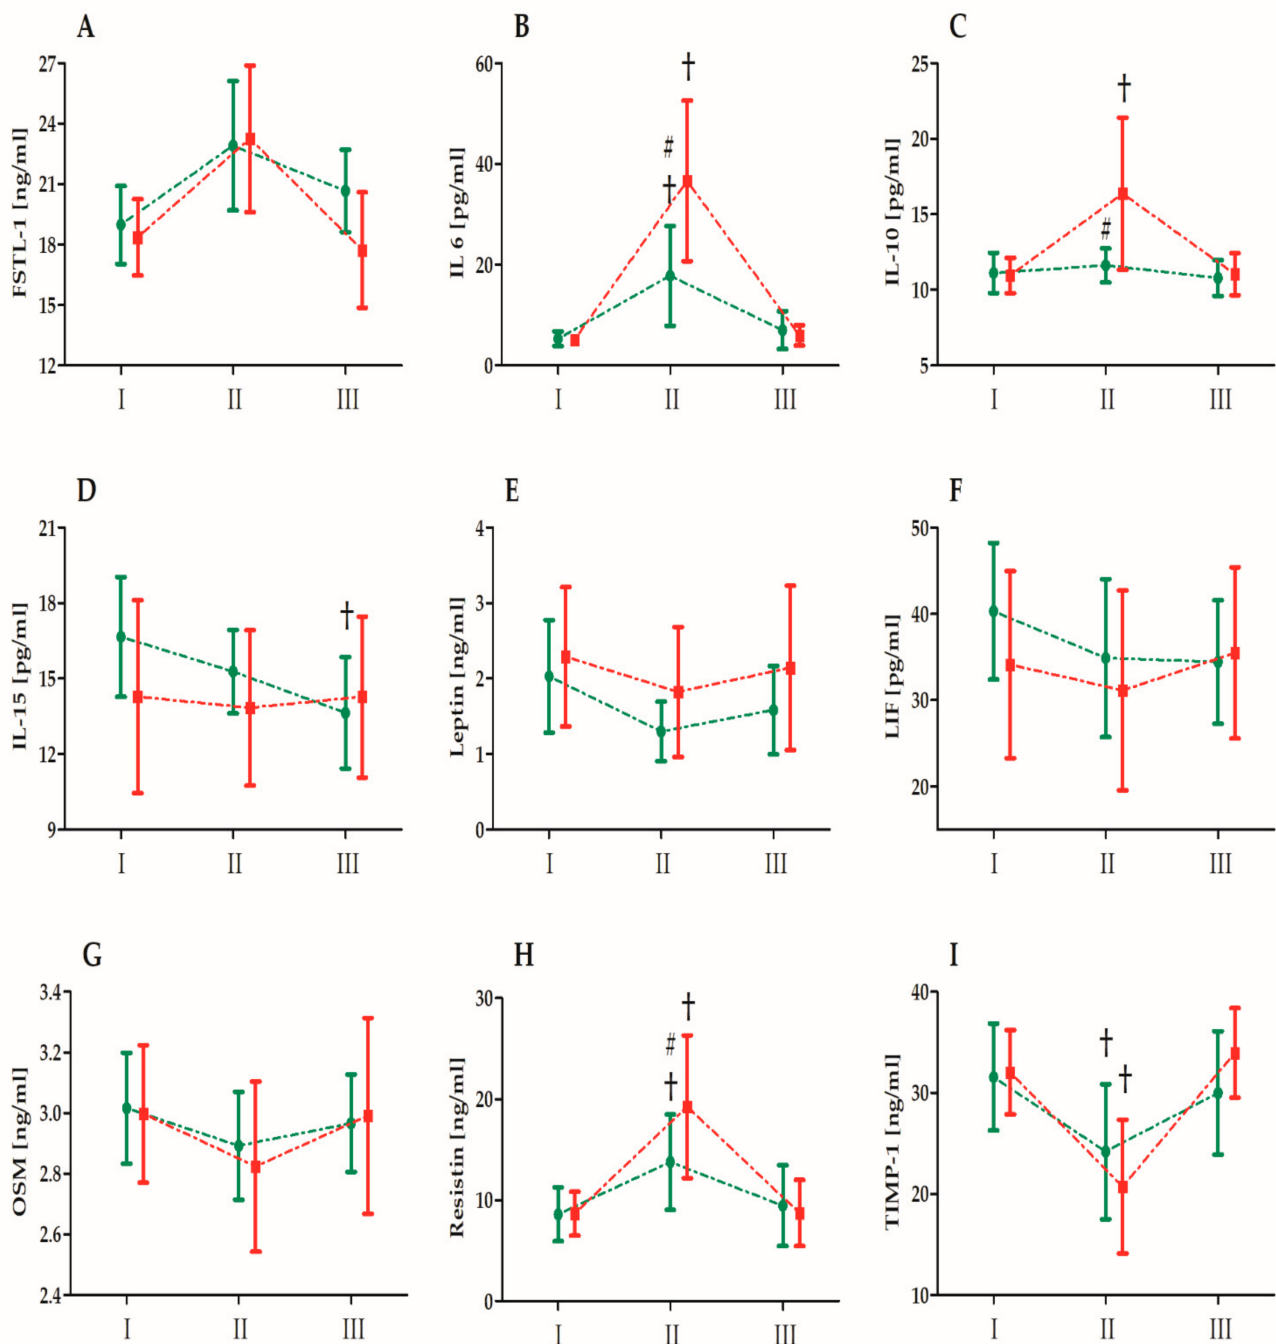 A
FSTL-1 [ng/ml]
27
24
21
18
15
12
I II III
B
IL 6 [pg/ml]
60
40
20
0
†
#
†
I II III
C
IL-10 [pg/ml]
25
20
15
10
5
†
#
I II III
D
IL-15 [pg/ml]
21
18
15
12
9
†
I II III
E
Leptin [ng/ml]
4
3
2
1
0
I II III
F
LIF [pg/ml]
50
40
30
20
I II III
G
OSM [ng/ml]
3.4
3.2
3.0
2.8
2.6
2.4
I II III
H
Resistin [ng/ml]
30
20
10
0
†
#
†
I II III
I
TIMP-1 [ng/ml]
40
30
20
10
†
†
I II III